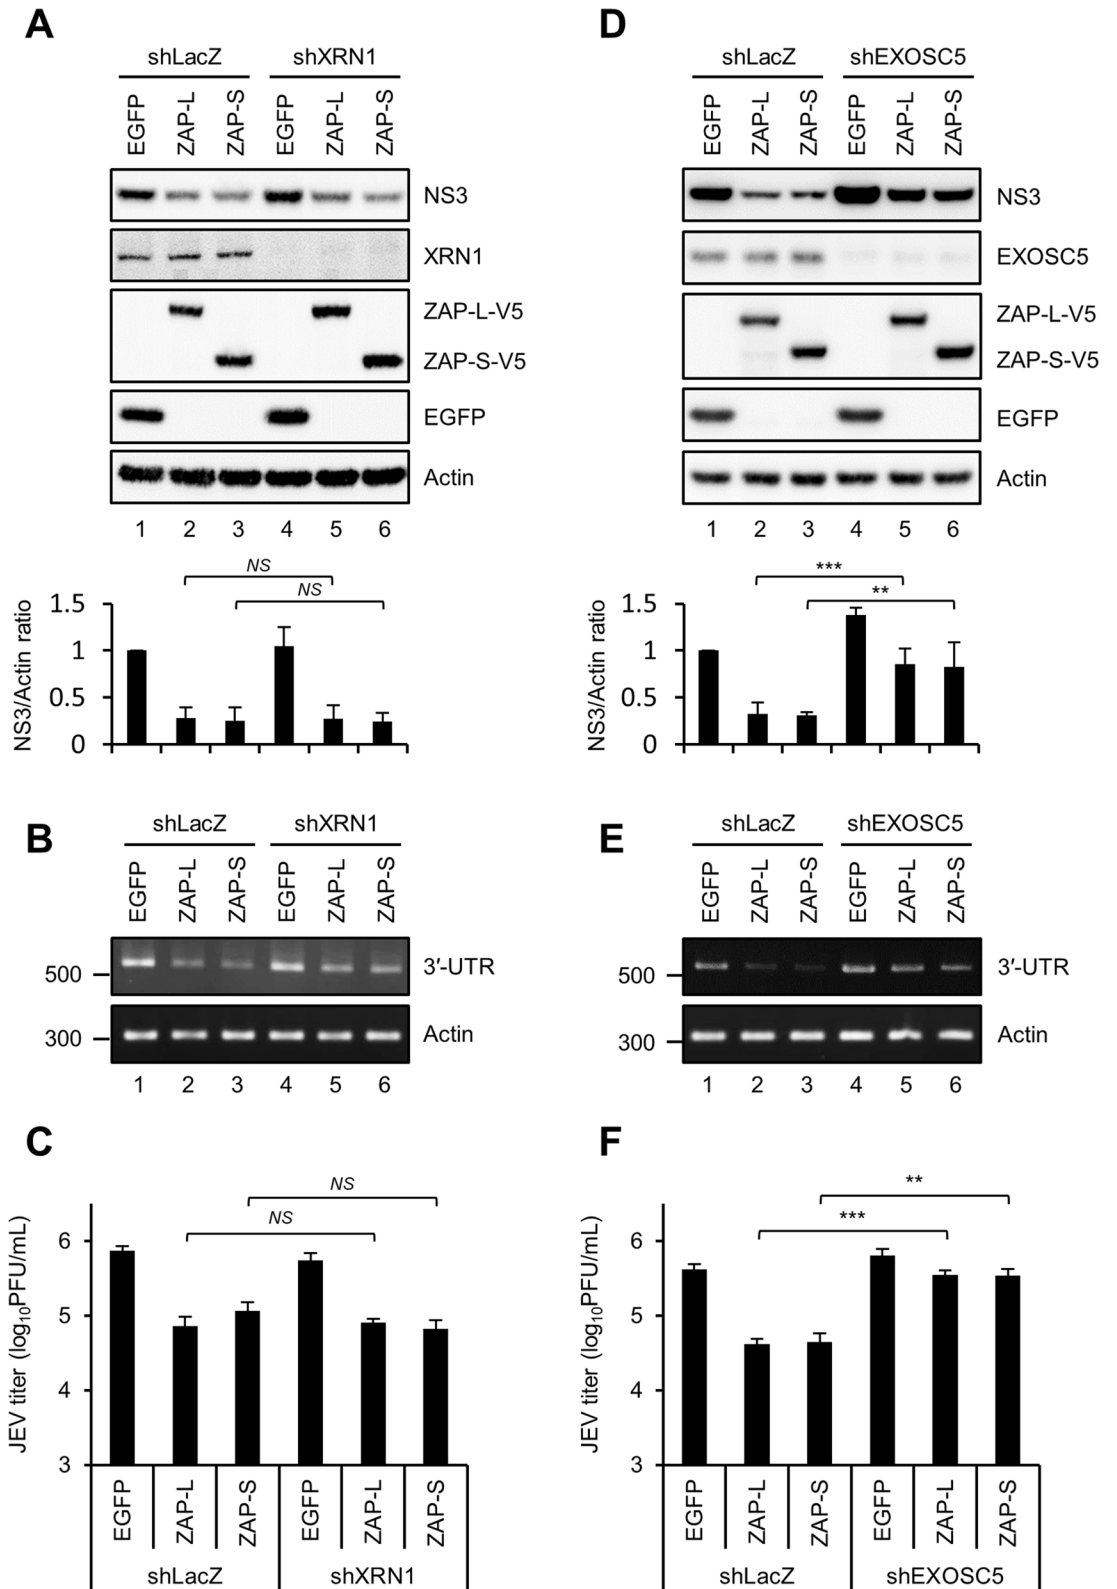 A
shLacZ shXRN1
EGFP ZAP-L ZAP-S EGFP ZAP-L ZAP-S
NS3
XRN1
ZAP-L-V5
ZAP-S-V5
EGFP
Actin
1 2 3 4 5 6
NS
NS
NS3/Actin ratio
1.5
1
0.5
0
B
shLacZ shXRN1
EGFP ZAP-L ZAP-S EGFP ZAP-L ZAP-S
500
3′-UTR
300
Actin
1 2 3 4 5 6
C
NS
NS
JEV titer (log10PFU/mL)
6
5
4
3
EGFP ZAP-L ZAP-S EGFP ZAP-L ZAP-S
shLacZ shXRN1
D
shLacZ shEXOSC5
EGFP ZAP-L ZAP-S EGFP ZAP-L ZAP-S
NS3
EXOSC5
ZAP-L-V5
ZAP-S-V5
EGFP
Actin
1 2 3 4 5 6
***
**
NS3/Actin ratio
1.5
1
0.5
0
E
shLacZ shEXOSC5
EGFP ZAP-L ZAP-S EGFP ZAP-L ZAP-S
500
3′-UTR
300
Actin
1 2 3 4 5 6
F
**
***
JEV titer (log10PFU/mL)
6
5
4
3
EGFP ZAP-L ZAP-S EGFP ZAP-L ZAP-S
shLacZ shEXOSC5